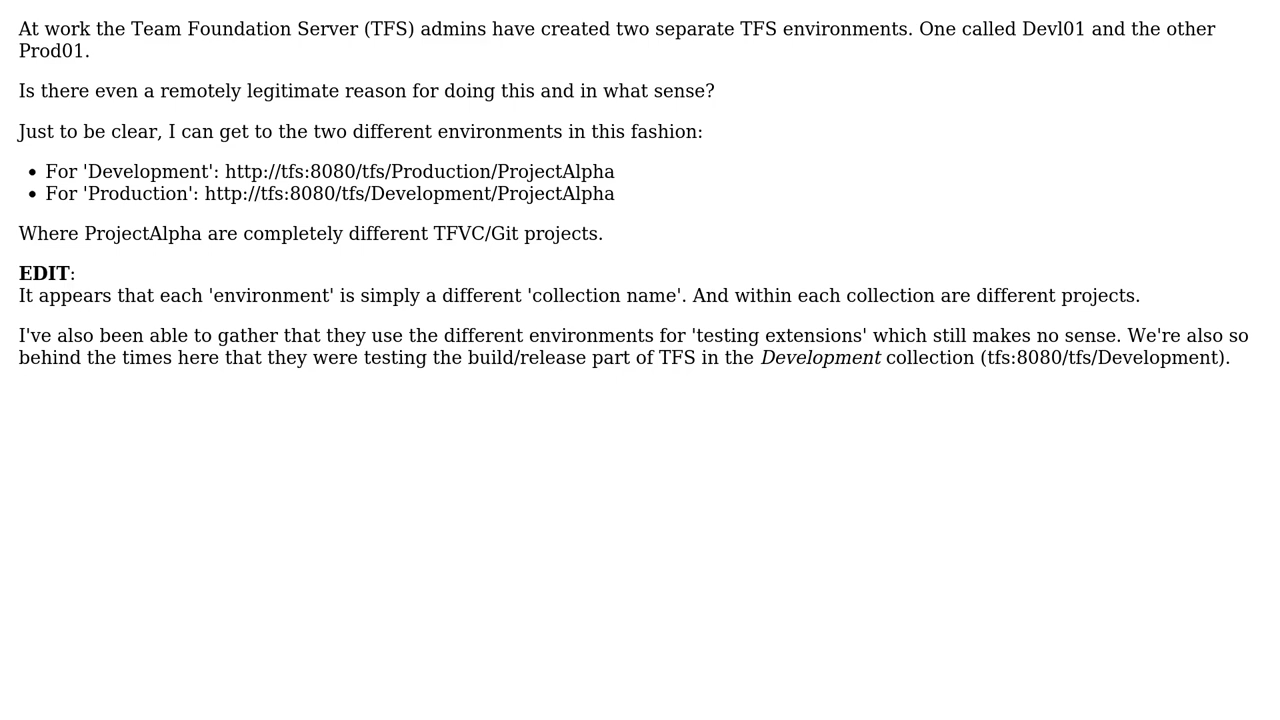 At work the Team Foundation Server (TFS) admins have created two separate TFS environments. One called Devl01 and the other
Prod01.
Is there even a remotely legitimate reason for doing this and in what sense?
Just to be clear, I can get to the two different environments in this fashion:
• For 'Development': http://tfs:8080/tfs/Production/ProjectAlpha
• For 'Production': http://tfs:8080/tfs/Development/ProjectAlpha
Where ProjectAlpha are completely different TFVC/Git projects.
EDIT:
It appears that each 'environment' is simply a different 'collection name'. And within each collection are different projects.
I've also been able to gather that they use the different environments for 'testing extensions' which still makes no sense. We're also so
behind the times here that they were testing the build/release part of TFS in the Development collection (tfs:8080/tfs/Development).